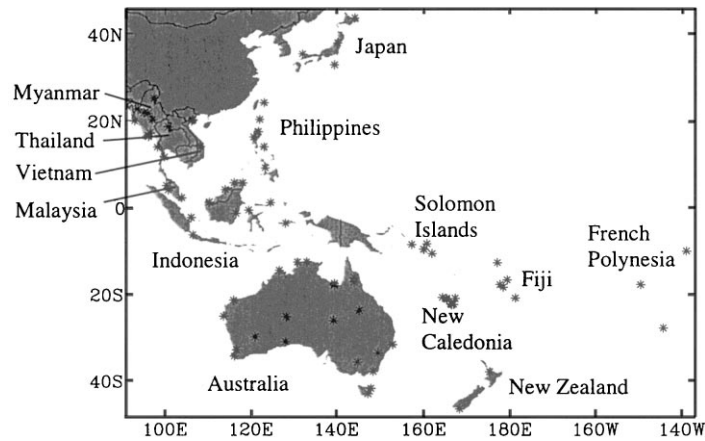 40N
Japan
Myanmar
20N
Philippines
Thailand
Vietnam
Malaysia
0
Solomon
Islands
Indonesia
French
Polynesia
20S
Fiji
New
Caledonia
40S
Australia
New Zealand
100E
120E
140E
160E
180E
160W
140W